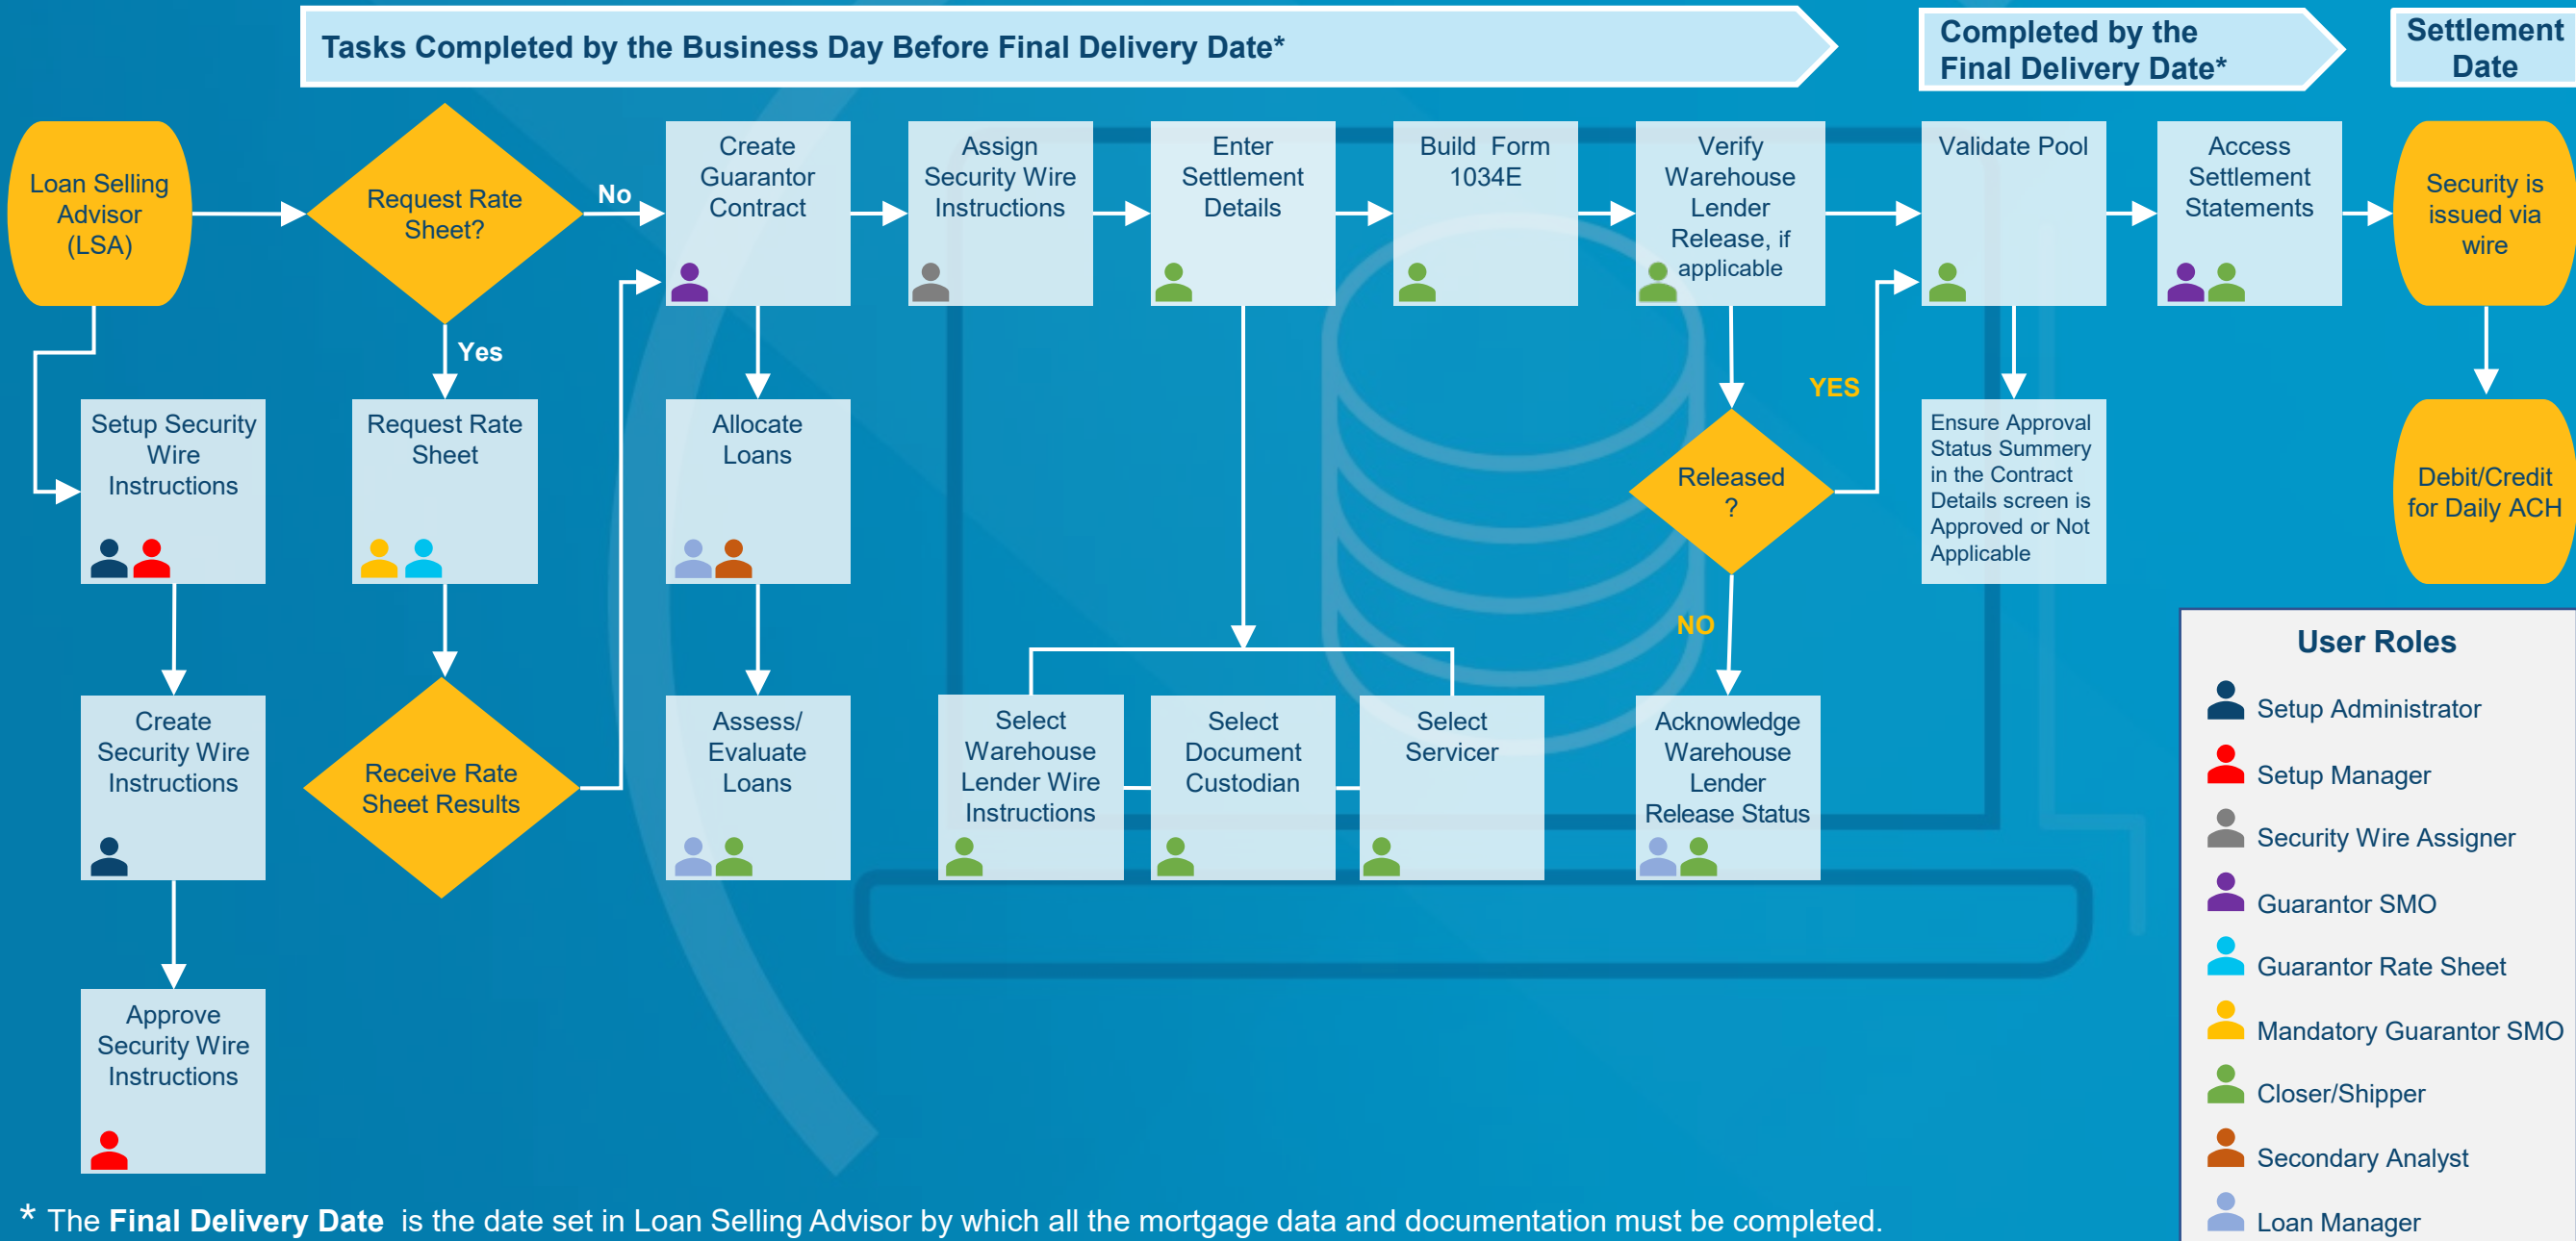 Tasks Completed by the Business Day Before Final Delivery Date*
Completed by the
Final Delivery Date*
Settlement
Date
Loan Selling
Advisor
(LSA)
Request Rate
Sheet?
No
Yes
Create
Guarantor
Contract
Assign
Security Wire
Instructions
Enter
Settlement
Details
Build Form
1034E
Verify
Warehouse
Lender
Release, if
applicable
Validate Pool
Access
Settlement
Statements
Security is
issued via
wire
Setup Security
Wire
Instructions
Request Rate
Sheet
Allocate
Loans
Released
?
YES
NO
Ensure Approval
Status Summery
in the Contract
Details screen is
Approved or Not
Applicable
Debit/Credit
for Daily ACH
Create
Security Wire
Instructions
Receive Rate
Sheet Results
Assess/
Evaluate
Loans
Select
Warehouse
Lender Wire
Instructions
Select
Document
Custodian
Select
Servicer
Acknowledge
Warehouse
Lender
Release Status
Approve
Security Wire
Instructions
User Roles
Setup Administrator
Setup Manager
Security Wire Assigner
Guarantor SMO
Guarantor Rate Sheet
Mandatory Guarantor SMO
Closer/Shipper
Secondary Analyst
Loan Manager
* The Final Delivery Date is the date set in Loan Selling Advisor by which all the mortgage data and documentation must be completed.